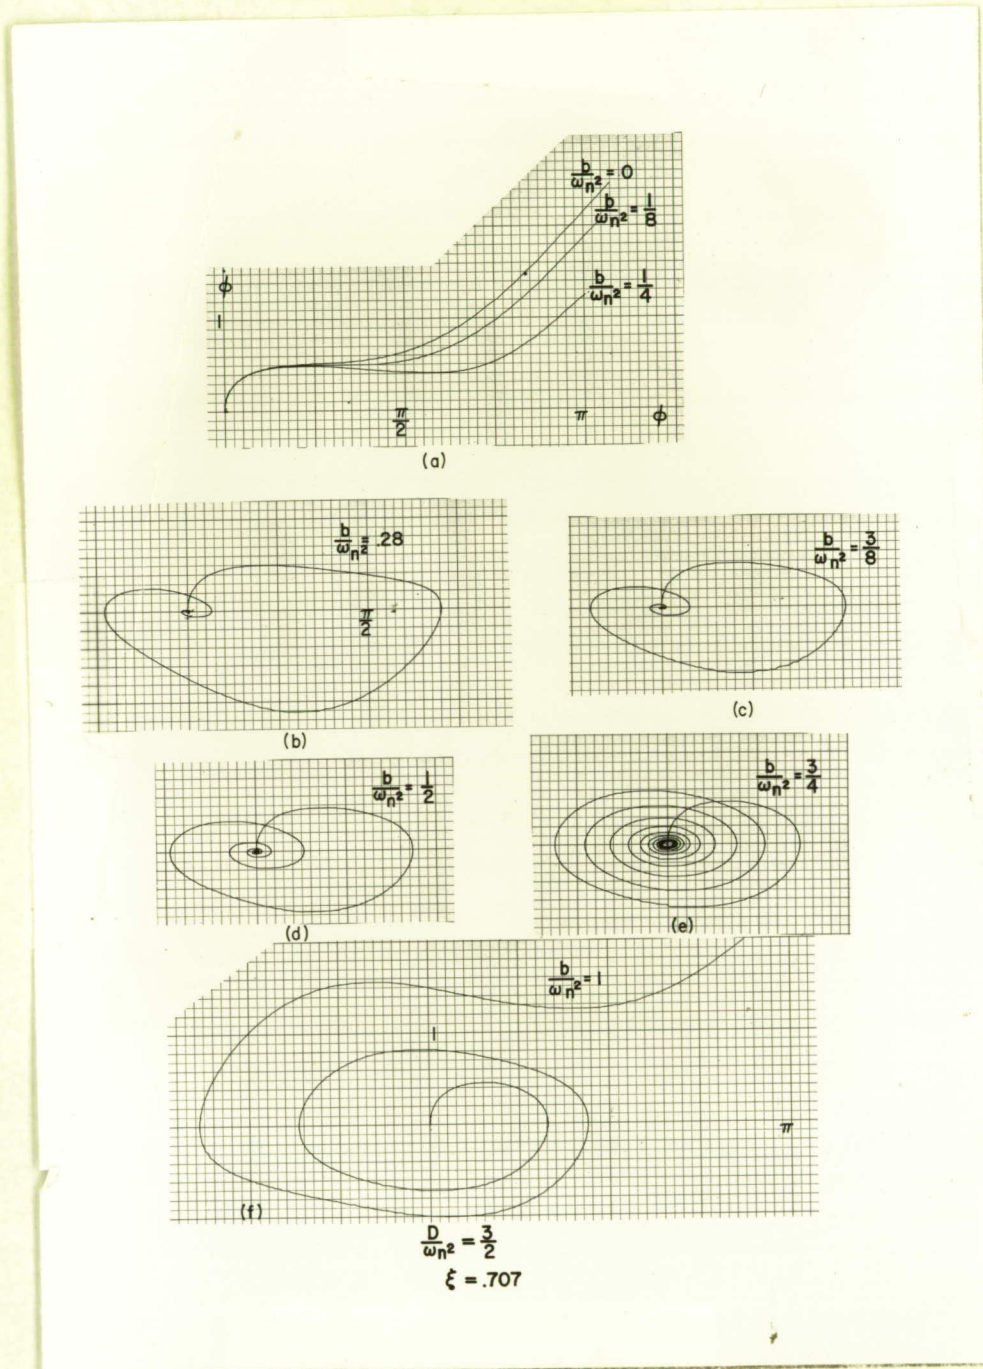 b/ωn² = 0
b/ωn² = 1/8
b/ωn² = 1/4
ϕ
1
π/2
π
ϕ
(a)
b/ωn² = .28
π/2
(b)
b/ωn² = 3/8
(c)
b/ωn² = 1/2
(d)
b/ωn² = 3/4
(e)
b/ωn² = 1
1
π
(f)
D/ωn² = 3/2
ξ = .707